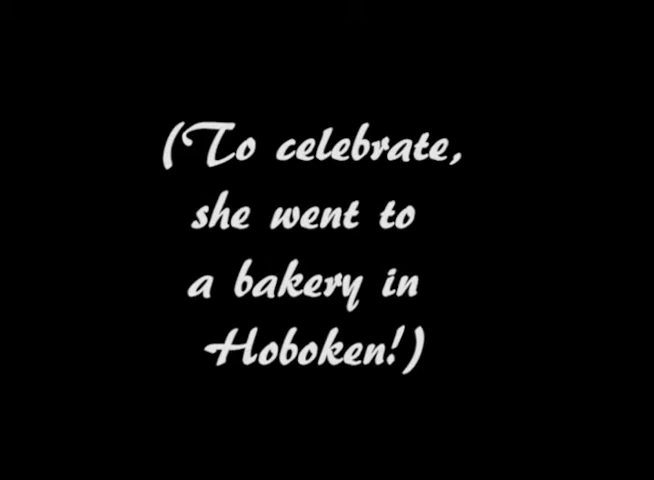 (To celebrate,
she went to
a bakery in
Hoboken!)